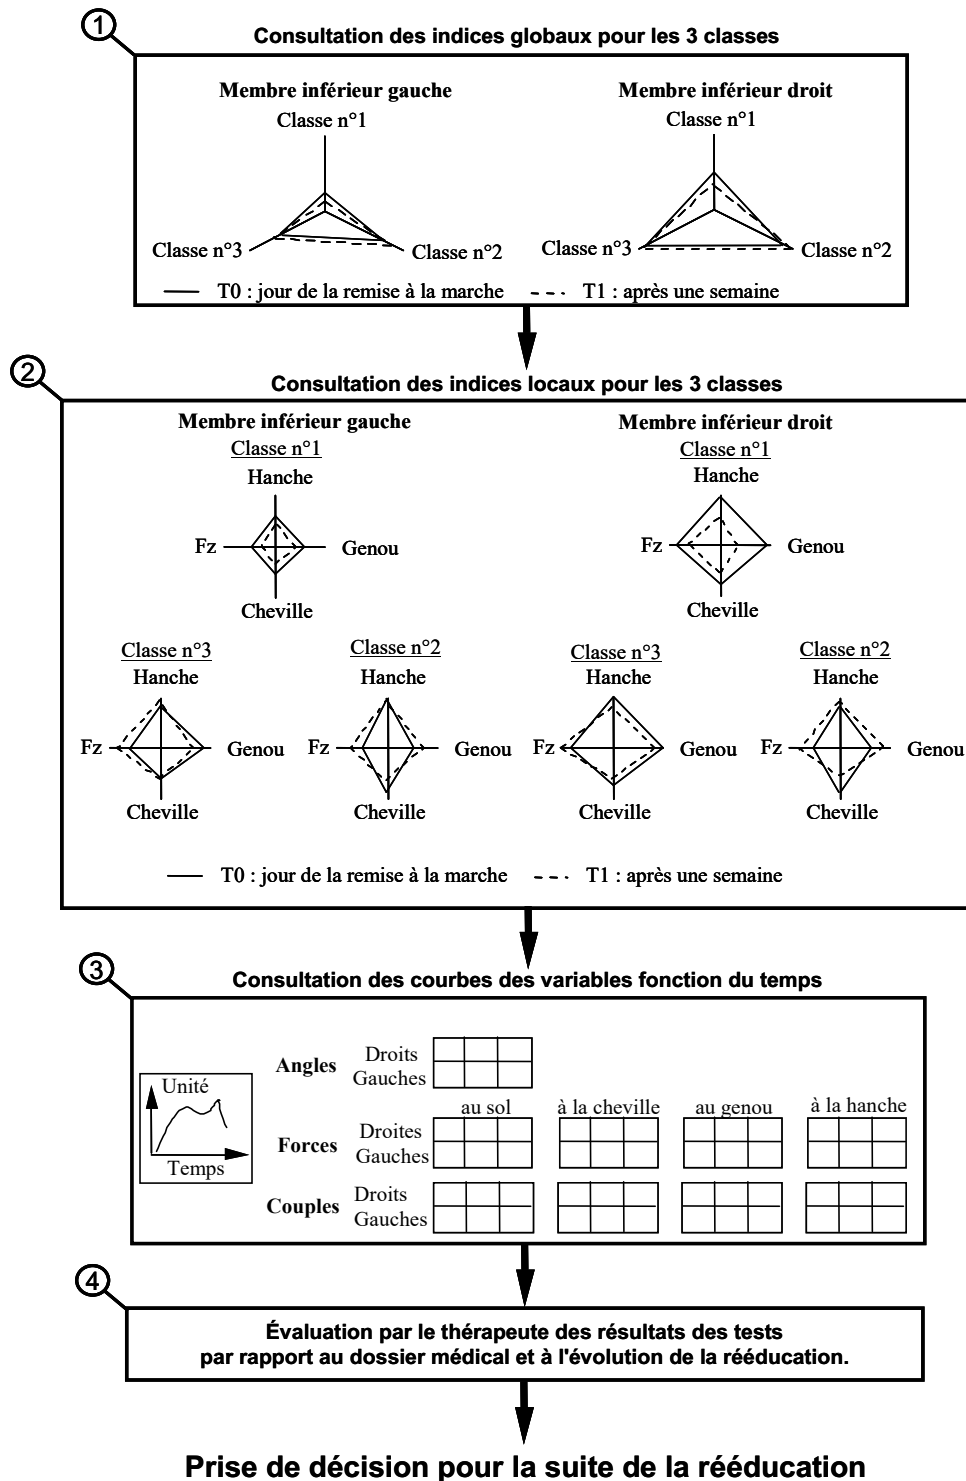 1
Consultation des indices globaux pour les 3 classes
Membre inférieur gauche
Classe n°1
Classe n°3
Classe n°2
Membre inférieur droit
Classe n°1
Classe n°3
Classe n°2
T0 : jour de la remise à la marche
T1 : après une semaine
2
Consultation des indices locaux pour les 3 classes
Membre inférieur gauche
Classe n°1
Hanche
Fz
Genou
Cheville
Membre inférieur droit
Classe n°1
Hanche
Fz
Genou
Cheville
Classe n°3
Hanche
Fz
Genou
Cheville
Classe n°2
Hanche
Fz
Genou
Cheville
Classe n°3
Hanche
Fz
Genou
Cheville
Classe n°2
Hanche
Fz
Genou
Cheville
T0 : jour de la remise à la marche
T1 : après une semaine
3
Consultation des courbes des variables fonction du temps
Unité
Temps
Angles
Droits
Gauches
au sol
à la cheville
au genou
à la hanche
Forces
Droites
Gauches
Couples
Droits
Gauches
4
Évaluation par le thérapeute des résultats des tests
par rapport au dossier médical et à l'évolution de la rééducation.
Prise de décision pour la suite de la rééducation